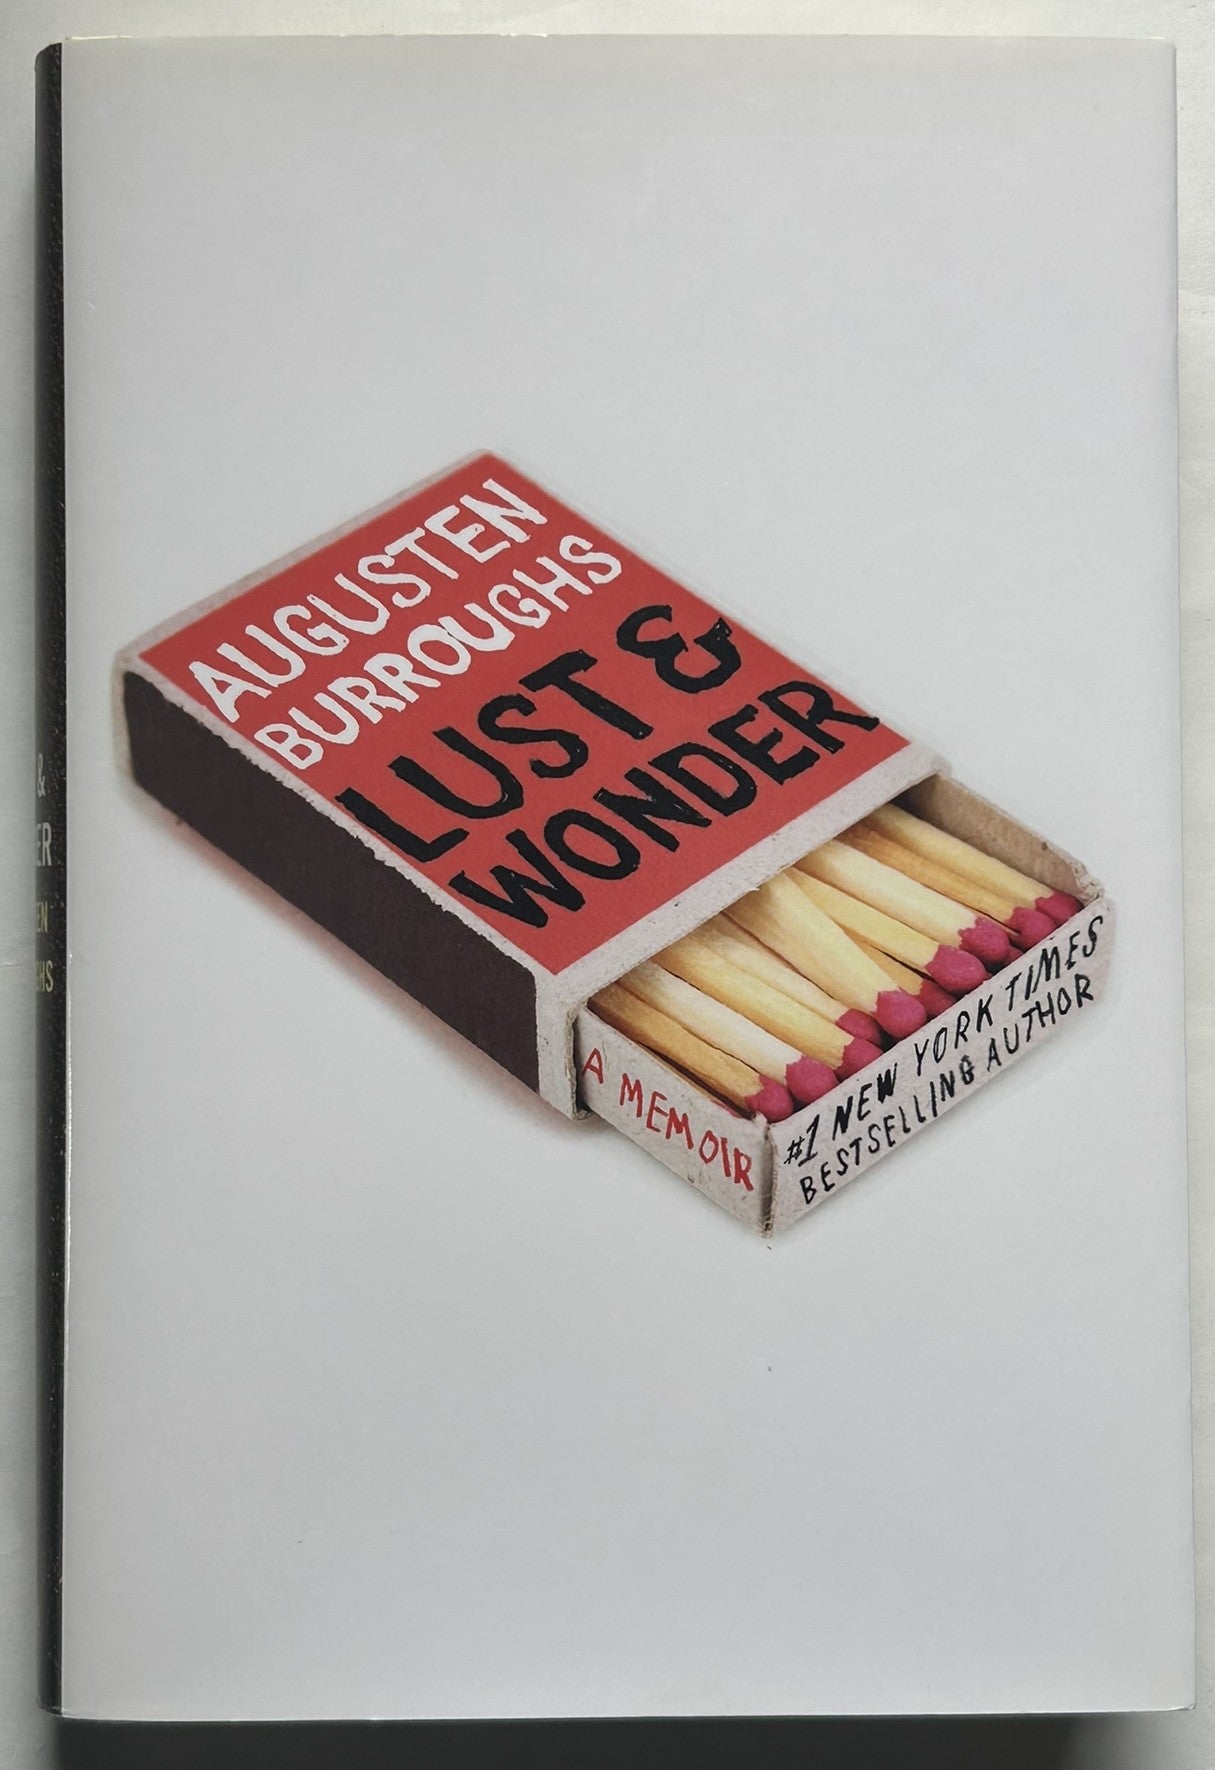 AUGUSTEN
BURROUGHS
LUST &
WONDER
A MEMOIR
#1 NEW YORK TIMES
BESTSELLING AUTHOR
&